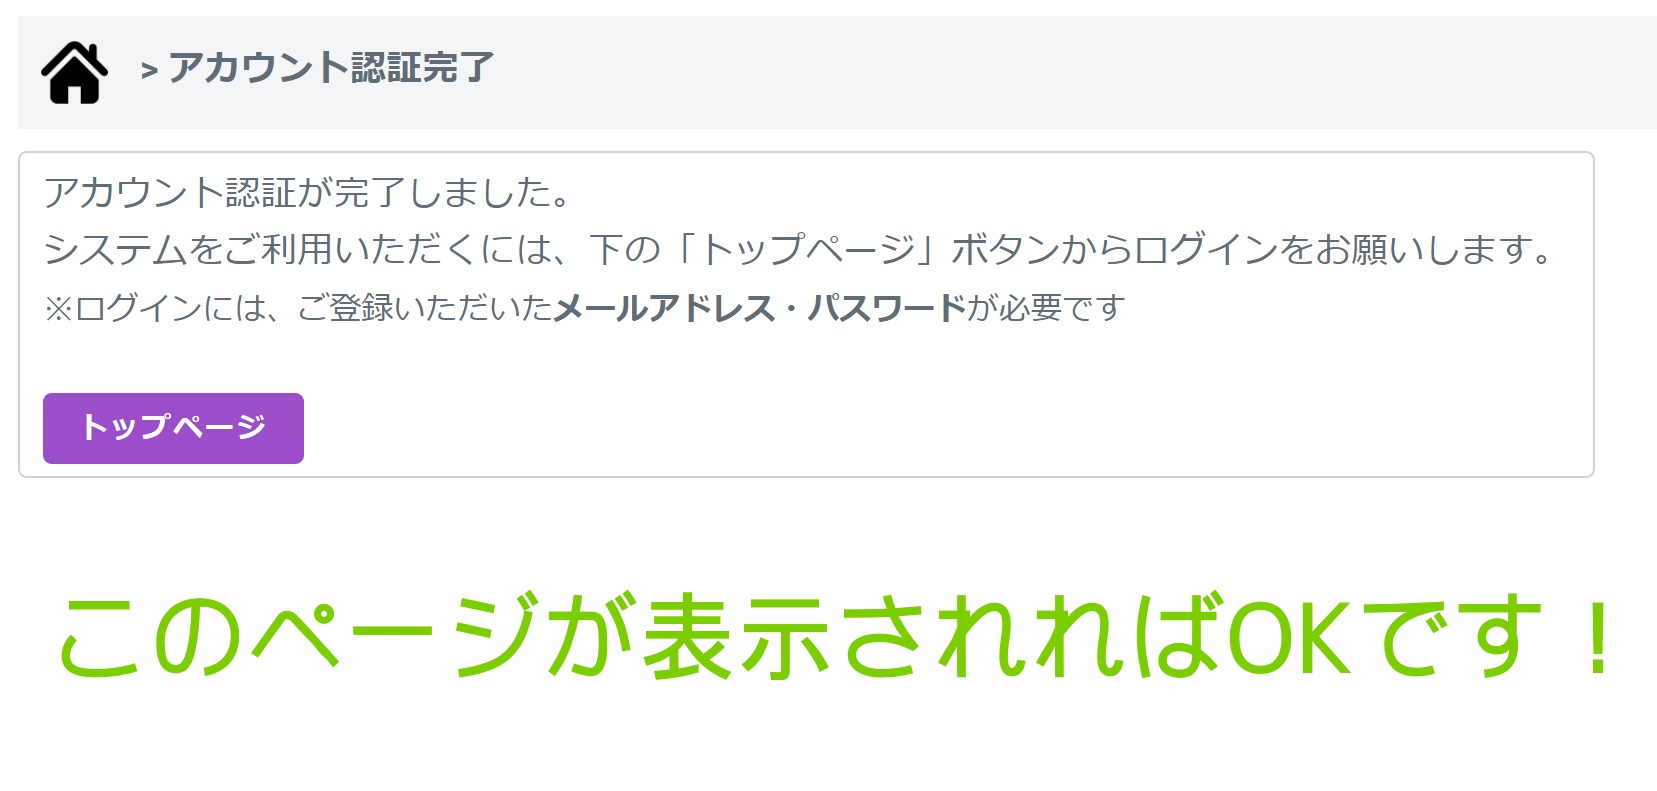 > アカウント認証完了
アカウント認証が完了しました。
システムをご利用いただくには、下の「トップページ」ボタンからログインをお願いします。
※ログインには、ご登録いただいたメールアドレス・パスワードが必要です
トップページ
このページが表示されればOKです！